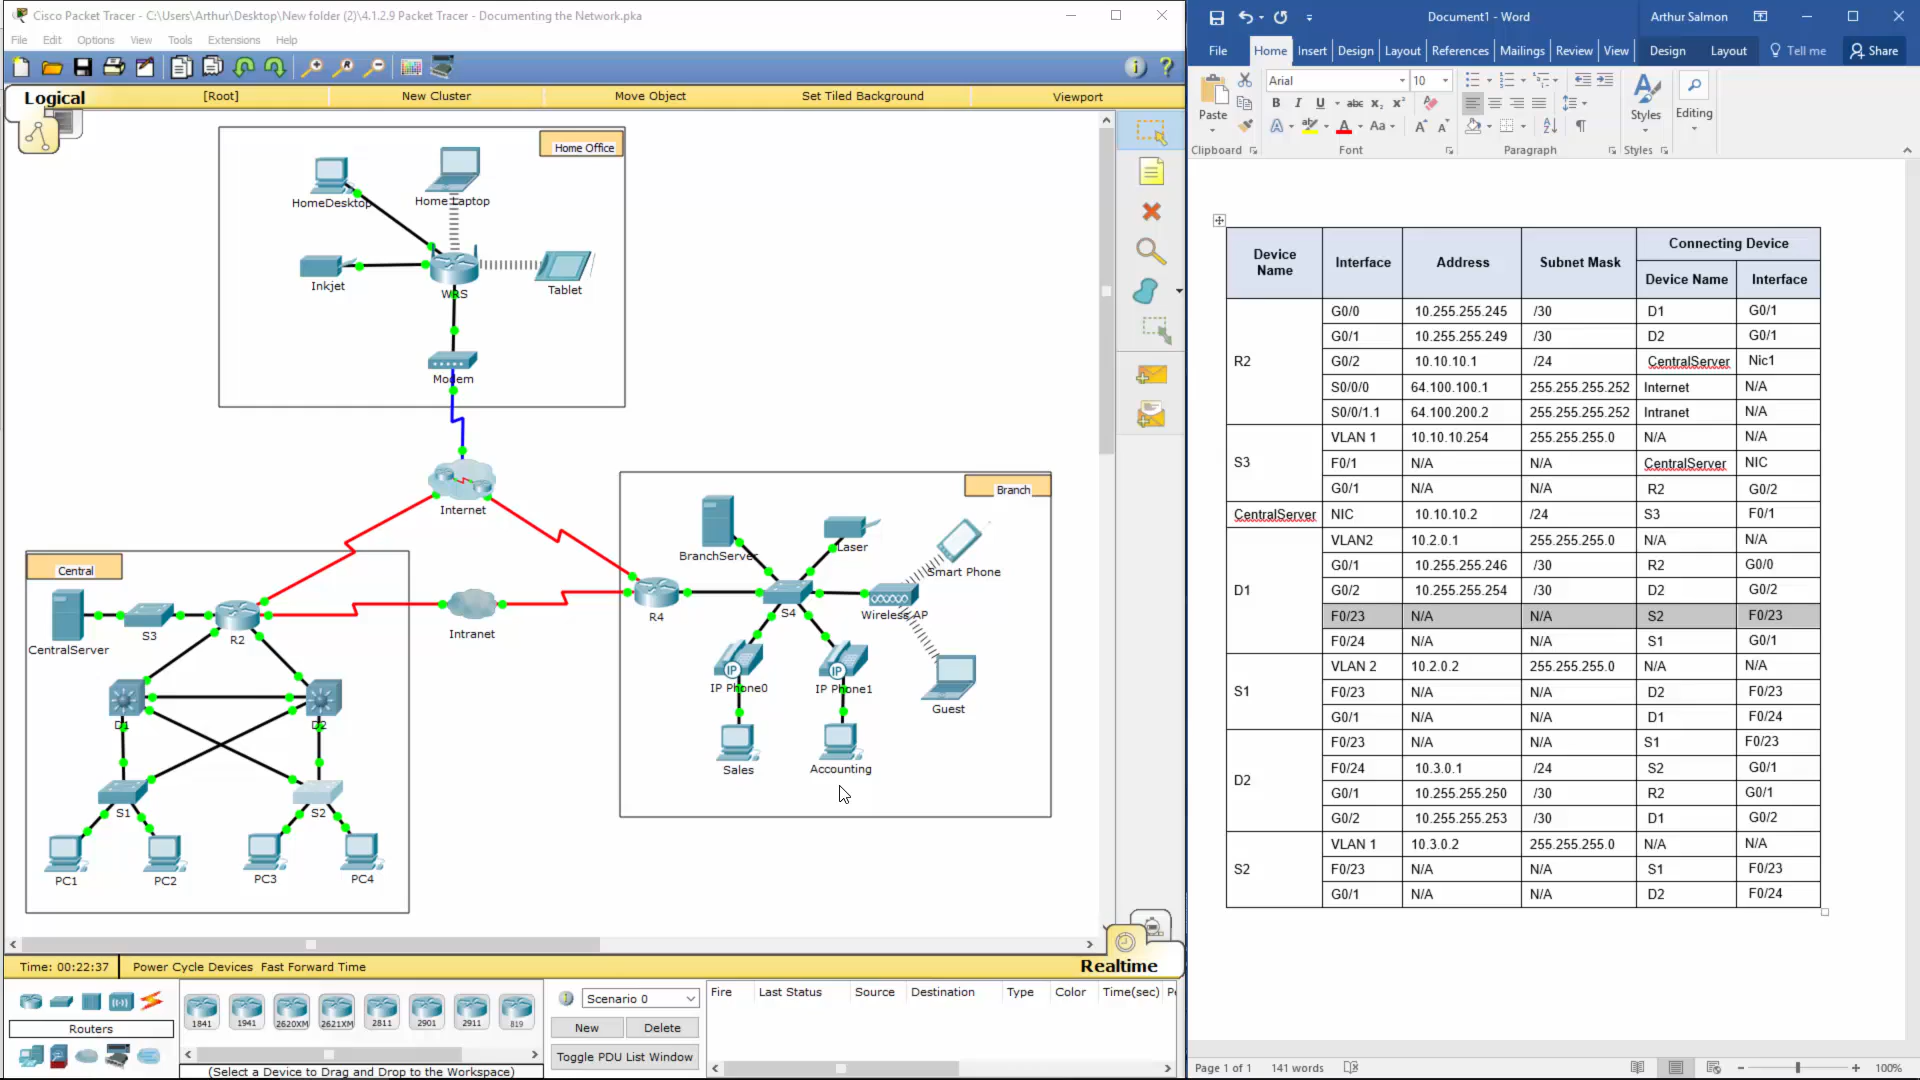 Cisco Packet Tracer - C:\Users\Arthur\Desktop\New folder (2)\4.1.2.9 Packet Tracer - Documenting the Network.pka
File Edit Options View Tools Extensions Help
Logical [Root] New Cluster Move Object Set Tiled Background Viewport
Home Office
HomeDesktop
Home Laptop
Inkjet
WRS
Tablet
Modem
Internet
Branch
BranchServer
Laser
Smart Phone
Central
CentralServer
S3
R2
Intranet
R4
S4
Wireless AP
IP Phone0
IP Phone1
Guest
D1
D2
Sales
Accounting
S1
S2
PC1
PC2
PC3
PC4
Realtime
Time: 00:22:37 Power Cycle Devices Fast Forward Time
Routers
1841 1941 2620XM 2621XM 2811 2901 2911 819
(Select a Device to Drag and Drop to the Workspace)
Scenario 0
New Delete
Toggle PDU List Window
Fire Last Status Source Destination Type Color Time(sec)
Document1 - Word
Arthur Salmon
File Home Insert Design Layout References Mailings Review View Design Layout Tell me Share
Paste
Arial 10
Styles
Editing
Clipboard Font Paragraph Styles
Device Name Interface Address Subnet Mask Connecting Device
Device Name Interface
R2
G0/0 10.255.255.245 /30 D1 G0/1
G0/1 10.255.255.249 /30 D2 G0/1
G0/2 10.10.10.1 /24 CentralServer Nic1
S0/0/0 64.100.100.1 255.255.255.252 Internet N/A
S0/0/1.1 64.100.200.2 255.255.255.252 Intranet N/A
S3
VLAN 1 10.10.10.254 255.255.255.0 N/A N/A
F0/1 N/A N/A CentralServer NIC
G0/1 N/A N/A R2 G0/2
CentralServer NIC 10.10.10.2 /24 S3 F0/1
D1
VLAN2 10.2.0.1 255.255.255.0 N/A N/A
G0/1 10.255.255.246 /30 R2 G0/0
G0/2 10.255.255.254 /30 D2 G0/2
F0/23 N/A N/A S2 F0/23
F0/24 N/A N/A S1 G0/1
S1
VLAN 2 10.2.0.2 255.255.255.0 N/A N/A
F0/23 N/A N/A D2 F0/23
G0/1 N/A N/A D1 F0/24
D2
F0/23 N/A N/A S1 F0/23
F0/24 10.3.0.1 /24 S2 G0/1
G0/1 10.255.255.250 /30 R2 G0/1
G0/2 10.255.255.253 /30 D1 G0/2
S2
VLAN 1 10.3.0.2 255.255.255.0 N/A N/A
F0/23 N/A N/A S1 F0/23
G0/1 N/A N/A D2 F0/24
Page 1 of 1 141 words 100%